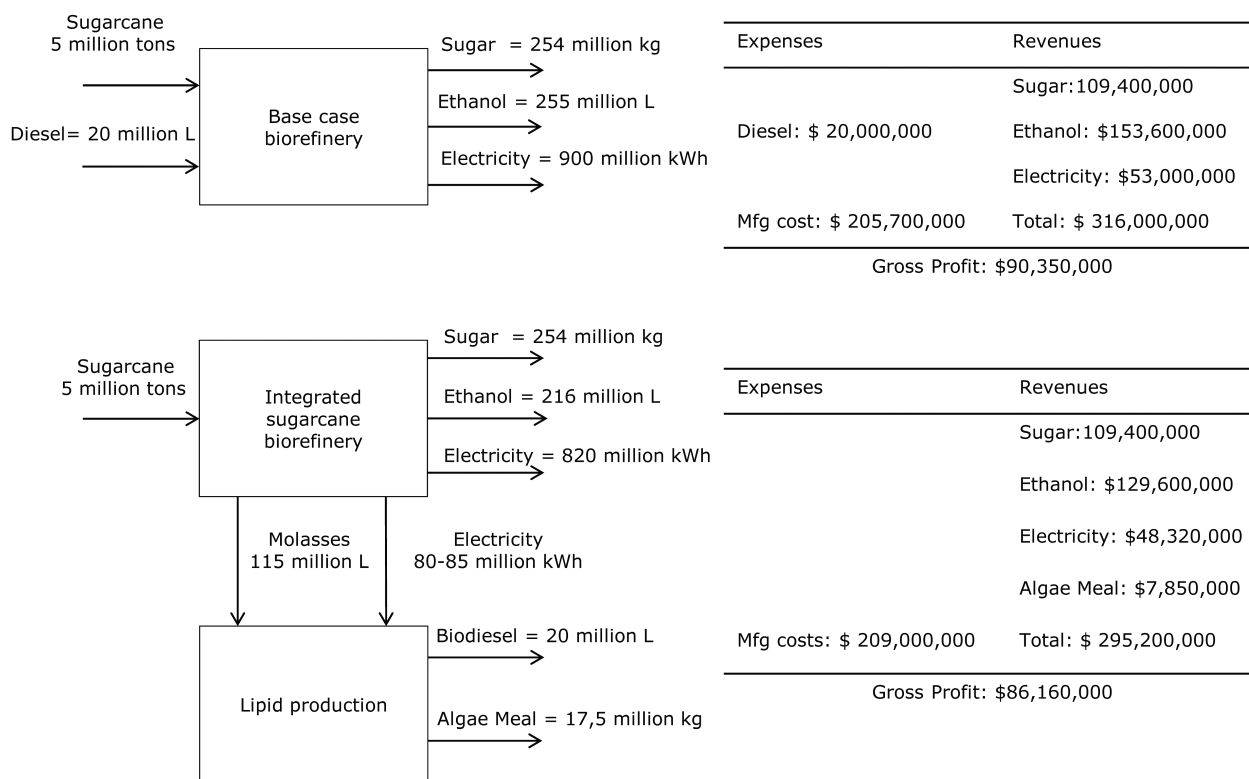 Sugarcane
5 million tons
Diesel= 20 million L
Base case
biorefinery
Sugar = 254 million kg
Ethanol = 255 million L
Electricity = 900 million kWh
Expenses Revenues
Sugar:109,400,000
Diesel: $ 20,000,000 Ethanol: $153,600,000
Electricity: $53,000,000
Mfg cost: $ 205,700,000 Total: $ 316,000,000
Gross Profit: $90,350,000
Sugarcane
5 million tons
Integrated
sugarcane
biorefinery
Sugar = 254 million kg
Ethanol = 216 million L
Electricity = 820 million kWh
Molasses
115 million L
Electricity
80-85 million kWh
Lipid production
Biodiesel = 20 million L
Algae Meal = 17,5 million kg
Expenses Revenues
Sugar:109,400,000
Ethanol: $129,600,000
Electricity: $48,320,000
Algae Meal: $7,850,000
Mfg costs: $ 209,000,000 Total: $ 295,200,000
Gross Profit: $86,160,000